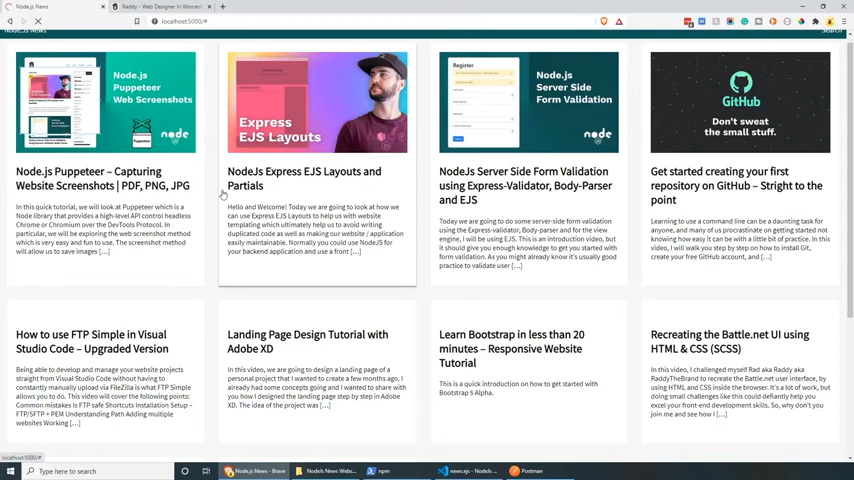 Node.js News
Raddy - Web Designer in Worcest
localhost:5000/#
Node.js News
Search
Node.js
Puppeteer
Web Screenshots
Puppeteer
node
Express
EJS Layouts
Register
Node.js
Server Side
Form Validation
node
GitHub
Don't sweat
the small stuff.
Node.js Puppeteer – Capturing
Website Screenshots | PDF, PNG, JPG
In this quick tutorial, we will look at Puppeteer which is a
Node library that provides a high-level API control headless
Chrome or Chromium over the DevTools Protocol. In
particular, we will be exploring the web screenshot method
which is very easy and fun to use. The screenshot method
will allow us to save images […]
NodeJs Express EJS Layouts and
Partials
Hello and Welcome! Today we are going to look at how we
can use Express EJS Layouts to help us with website
templating which ultimately help us to avoid writing
duplicated code as well as making our website / application
easily maintainable. Normally you could use NodeJS for
your backend application and use a front […]
NodeJs Server Side Form Validation
using Express-Validator, Body-Parser
and EJS
Today we are going to do some server-side form validation
using the Express-validator, Body-parser and for the view
engine, I will be using EJS. This is an introduction video, but
it should give you enough knowledge to get you started with
form validation. As you might already know it's usually good
practice to validate user […]
Get started creating your first
repository on GitHub – Stright to the
point
Learning to use a command line can be a daunting task for
anyone, and many of us procrastinate on getting started not
knowing how easy it can be with a little bit of practice. In this
video, I will walk you step by step on how to install Git,
create your free GitHub account, and […]
How to use FTP Simple in Visual
Studio Code – Upgraded Version
Being able to develop and manage your website projects
straight from Visual Studio Code without having to
constantly manually upload via FileZilla is what FTP Simple
allows you to do. This video will cover the following points:
Common mistakes Is FTP safe Shortcuts Installation Setup –
FTP/SFTP + PEM Understanding Path Adding multiple
websites Working […]
Landing Page Design Tutorial with
Adobe XD
In this video, we are going to design a landing page of a
personal project that I wanted to create a few months ago. I
already had some concepts going and I wanted to share with
you how I designed the landing page step by step in Adobe
XD. The idea of the project was […]
Learn Bootstrap in less than 20
minutes – Responsive Website
Tutorial
This is a quick introduction on how to get started with
Bootstrap 5 Alpha.
Recreating the Battle.net UI using
HTML & CSS (SCSS)
In this video, I challenged myself Rad Raddy aka
RaddyTheBrand to recreate the Battle.net user interface, by
using HTML and CSS inside the browser. It's a lot of work, but
doing small challenges like this could defiantly help you
excel your front-end development skills. So, why don't you
join me and see how I […]
localhost:5000/#
Type here to search
Node.js News - Brave
NodeJs News Webs...
npm
news.ejs - NodeJs ...
Postman